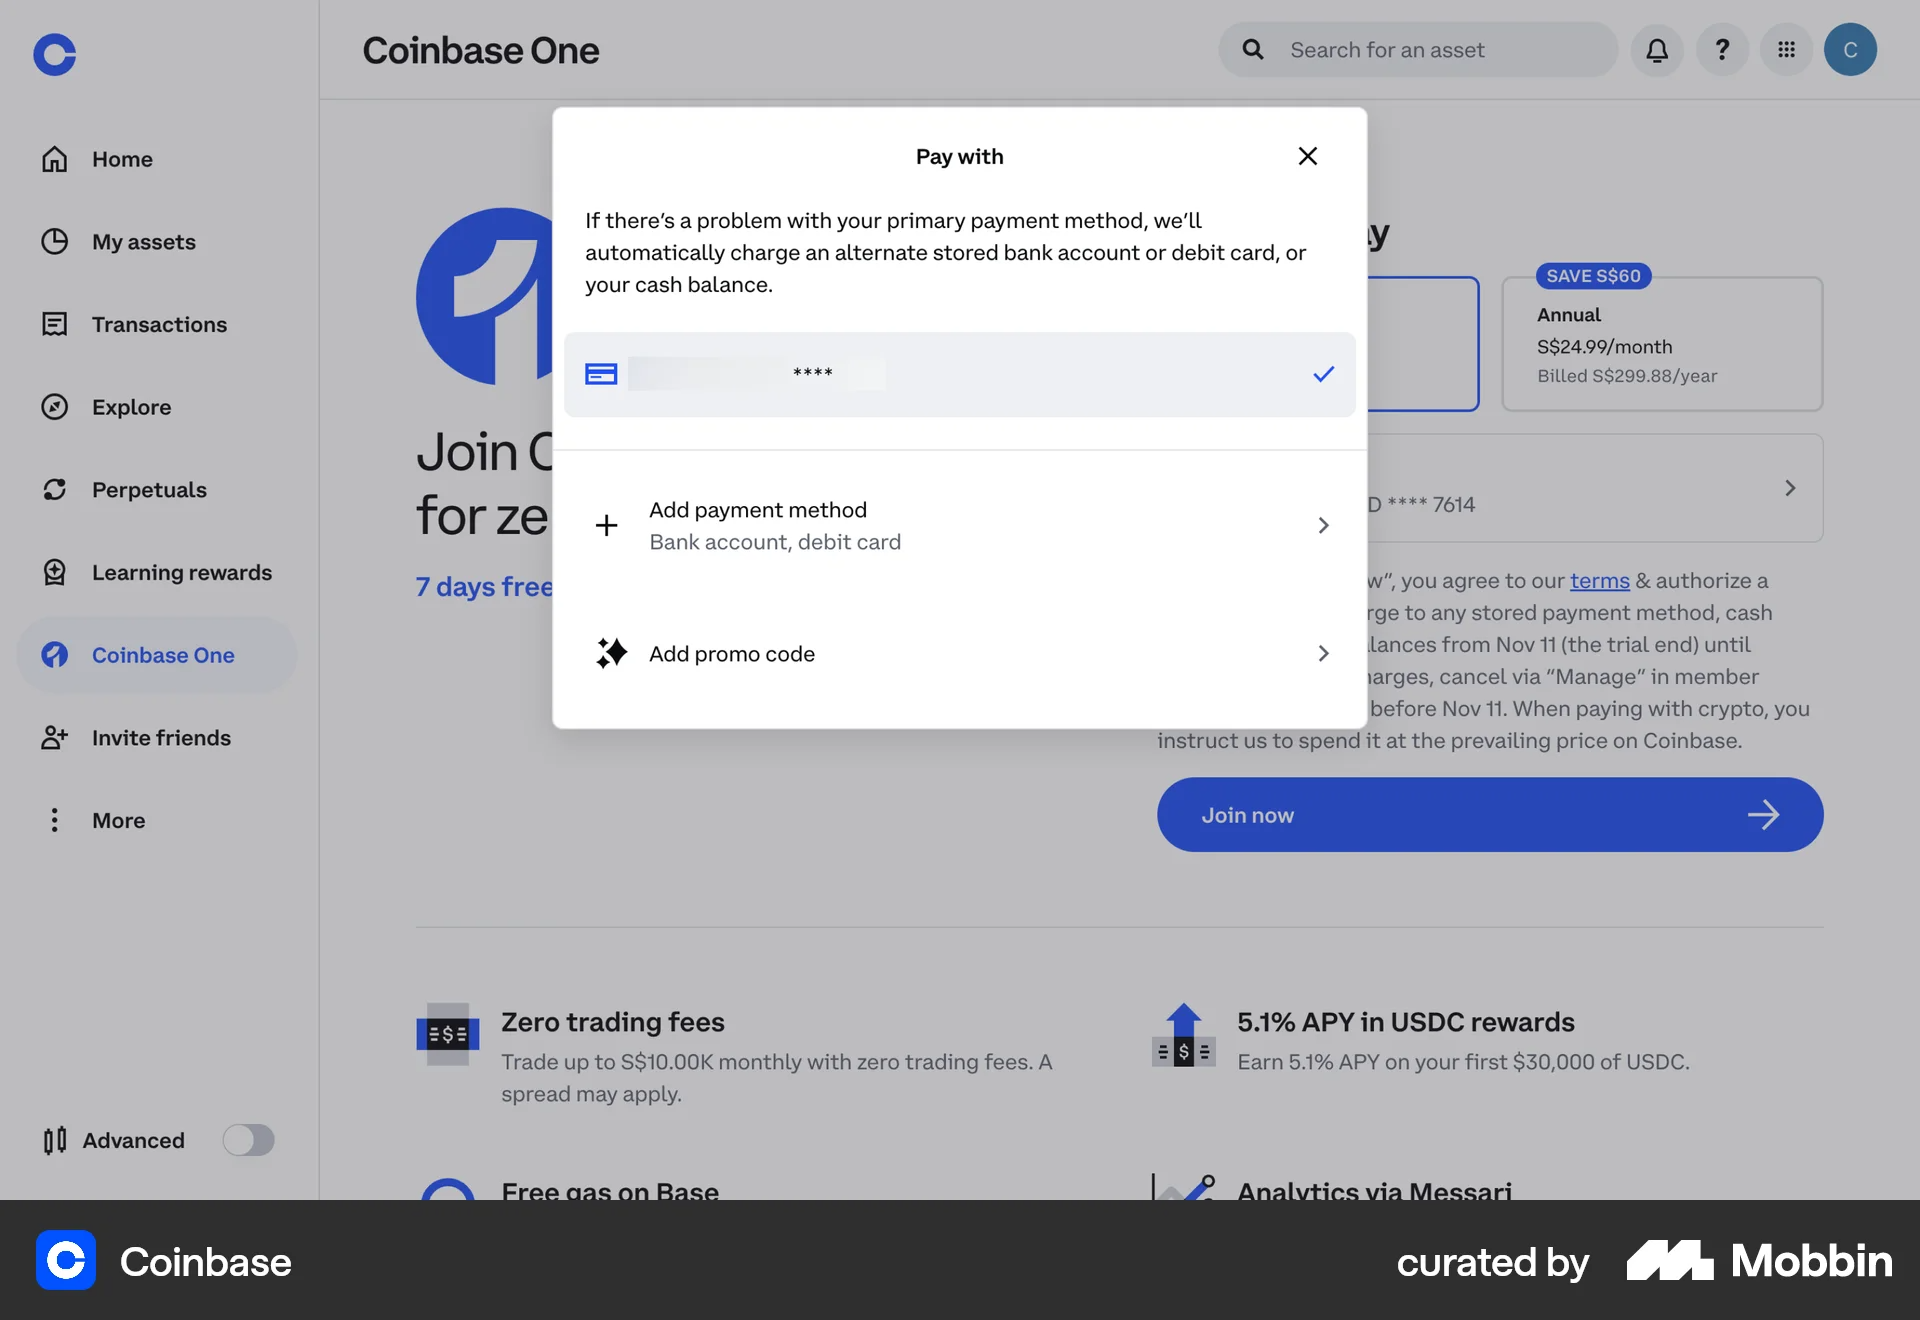 Coinbase One
Search for an asset
C
Home
My assets
Transactions
Explore
Perpetuals
Learning rewards
Coinbase One
Invite friends
More
Advanced
Join
for ze
7 days free
Pay with
If there's a problem with your primary payment method, we'll
automatically charge an alternate stored bank account or debit card, or
your cash balance.
****
Add payment method
Bank account, debit card
Add promo code
SAVE S$60
Annual
S$24.99/month
Billed S$299.88/year
D **** 7614
w”, you agree to our terms & authorize a
rge to any stored payment method, cash
lances from Nov 11 (the trial end) until
arges, cancel via “Manage” in member
before Nov 11. When paying with crypto, you
instruct us to spend it at the prevailing price on Coinbase.
Join now
Zero trading fees
Trade up to S$10.00K monthly with zero trading fees. A
spread may apply.
5.1% APY in USDC rewards
Earn 5.1% APY on your first $30,000 of USDC.
Free gas on Base
Analytics via Messari
Coinbase
curated by
Mobbin